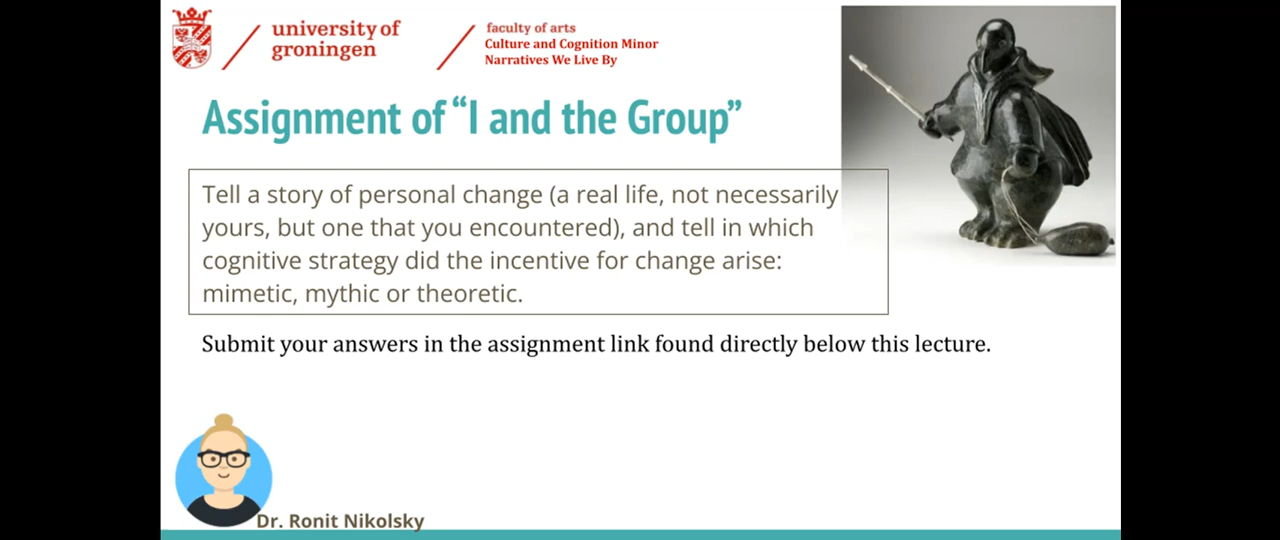 university of
groningen
faculty of arts
Culture and Cognition Minor
Narratives We Live By
Assignment of “I and the Group”
Tell a story of personal change (a real life, not necessarily
yours, but one that you encountered), and tell in which
cognitive strategy did the incentive for change arise:
mimetic, mythic or theoretic.
Submit your answers in the assignment link found directly below this lecture.
Dr. Ronit Nikolsky